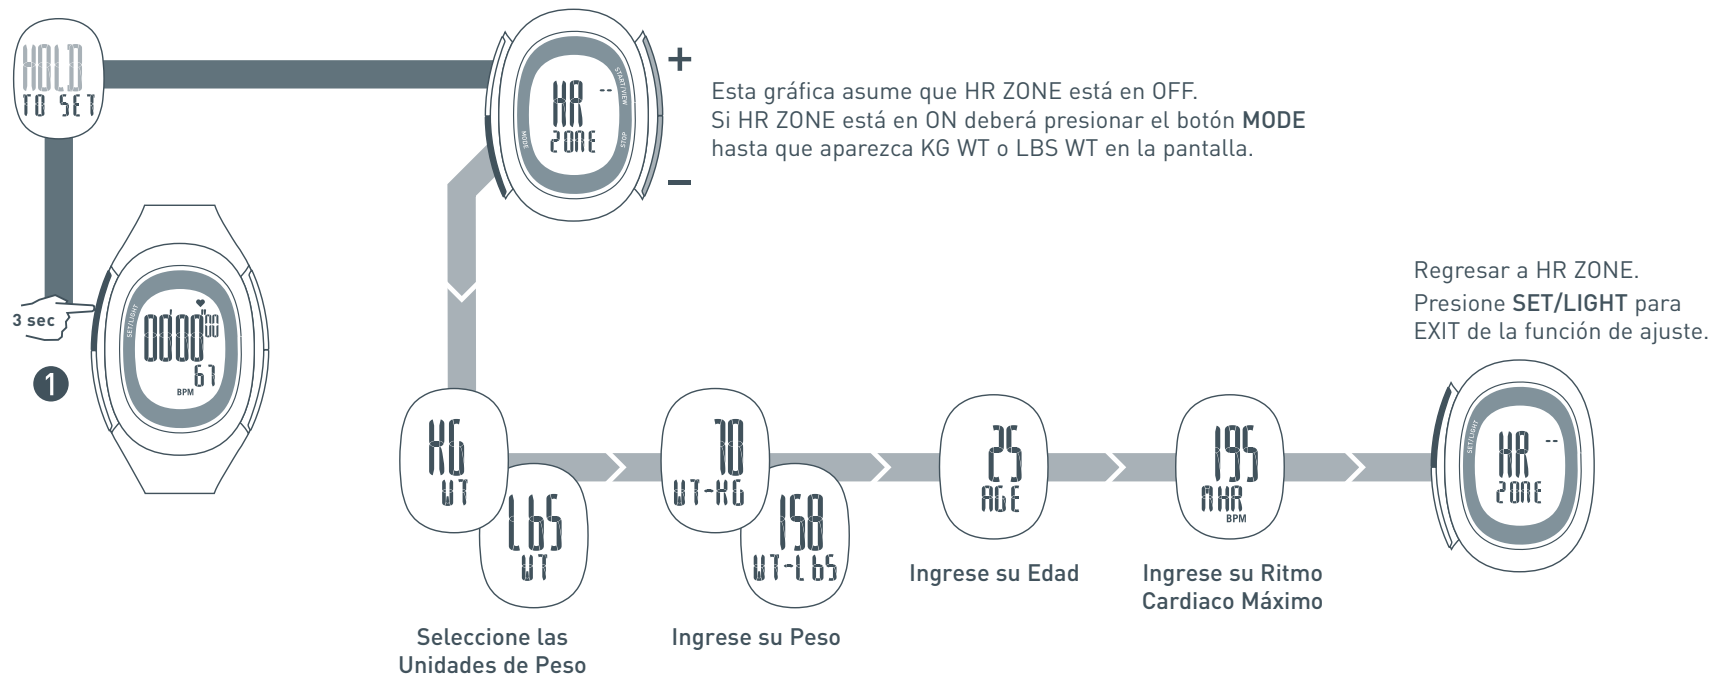 HOLD
TO SET
HR --
ZONE
START/VIEW
MODE
STOP
+
–
Esta gráfica asume que HR ZONE está en OFF.
Si HR ZONE está en ON deberá presionar el botón MODE
hasta que aparezca KG WT o LBS WT en la pantalla.
3 sec
1
SET/LIGHT
00'00"00
67
BPM
Regresar a HR ZONE.
Presione SET/LIGHT para
EXIT de la función de ajuste.
KG
WT
LbS
WT
Seleccione las
Unidades de Peso
70
WT-KG
158
WT-LbS
Ingrese su Peso
25
AGE
Ingrese su Edad
195
MHR
BPM
Ingrese su Ritmo
Cardiaco Máximo
SET/LIGHT
HR --
ZONE